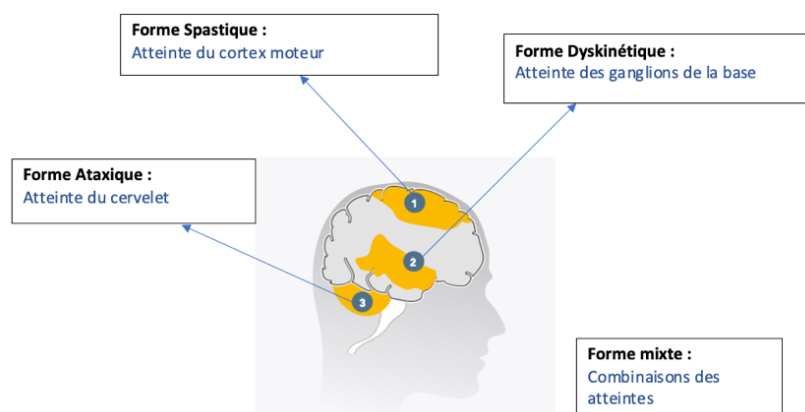 Forme Spastique :
Atteinte du cortex moteur
Forme Dyskinétique :
Atteinte des ganglions de la base
Forme Ataxique :
Atteinte du cervelet
1
2
3
Forme mixte :
Combinaisons des
atteintes